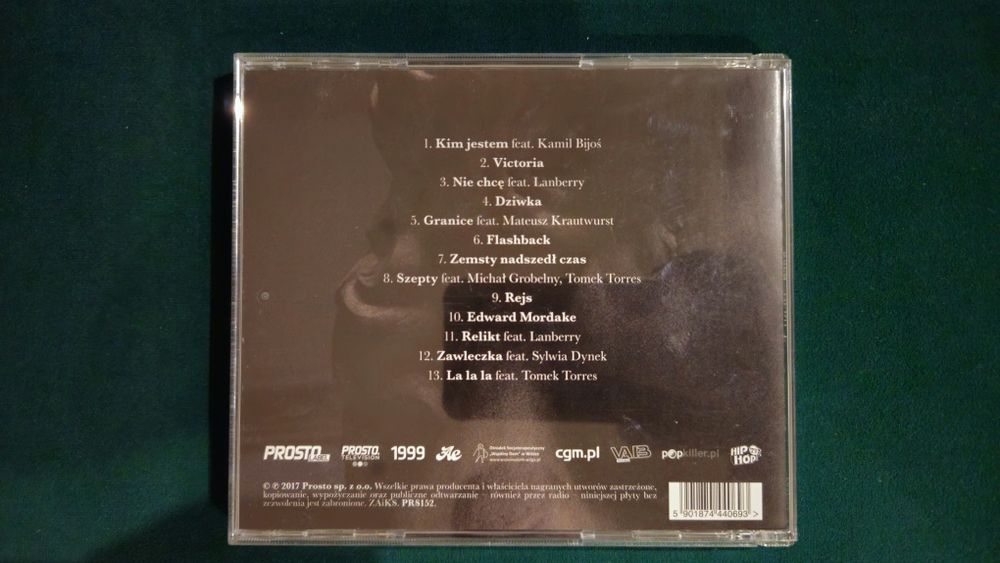 1. Kim jestem feat. Kamil Bijoś
2. Victoria
3. Nie chcę feat. Lanberry
4. Dziwka
5. Granice feat. Mateusz Krautwurst
6. Flashback
7. Zemsty nadszedł czas
8. Szepty feat. Michał Grobelny, Tomek Torres
9. Rejs
10. Edward Mordake
11. Relikt feat. Lanberry
12. Zawleczka feat. Sylwia Dynek
13. La la la feat. Tomek Torres
PROSTO LABEL PROSTO TELEVISION 1999 cgm.pl popkiller.pl HIP HOP
© ℗ 2017 Prosto sp. z o.o. Wszelkie prawa producenta i właściciela nagranych utworów zastrzeżone,
kopiowanie, wypożyczanie oraz publiczne odtwarzanie – również przez radio – niniejszej płyty bez
zezwolenia jest zabronione. ZAiKS. PRS152.
5 901874 440693 >